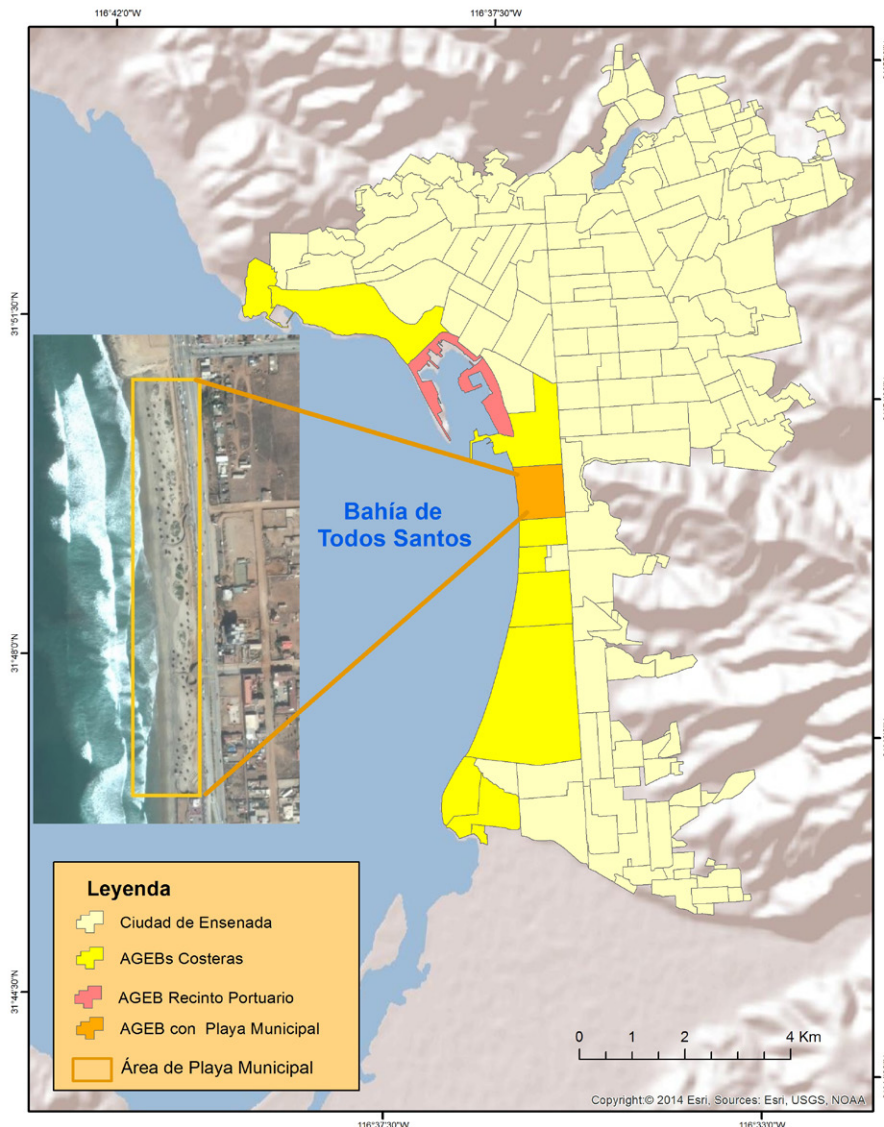 116°42'0"W
116°37'30"W
31°51'30"N
Bahía de
Todos Santos
31°48'0"N
Leyenda
Ciudad de Ensenada
AGEBs Costeras
AGEB Recinto Portuario
AGEB con Playa Municipal
Área de Playa Municipal
31°44'30"N
0 1 2 4 Km
Copyright:© 2014 Esri, Sources: Esri, USGS, NOAA
116°37'30"W
116°33'0"W